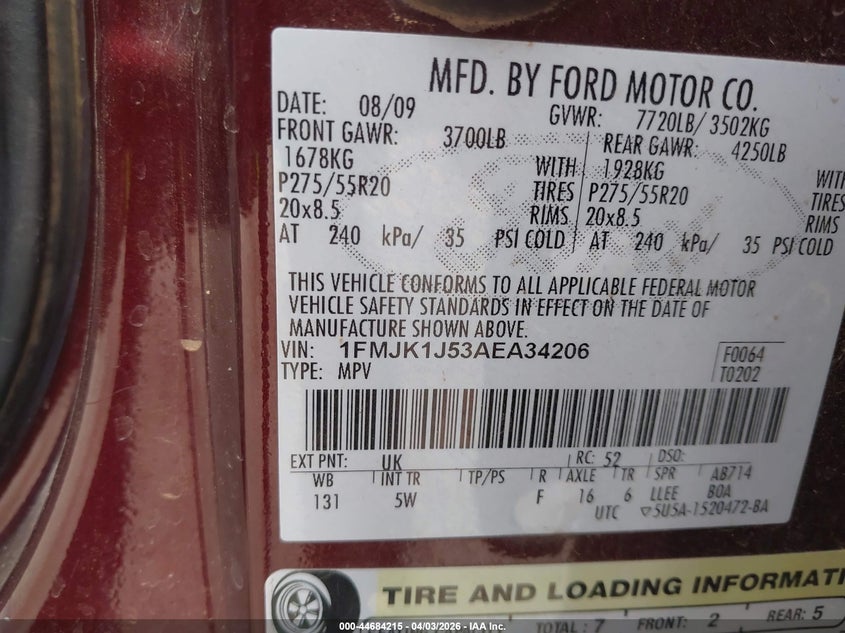 MFD. BY FORD MOTOR CO.
DATE: 08/09 GVWR: 7720LB/ 3502KG
FRONT GAWR: 3700LB REAR GAWR: 4250LB
1678KG WITH 1928KG WITH
P275/55R20 TIRES P275/55R20 TIRES
20x8.5 RIMS 20x8.5 RIMS
AT 240 kPa/ 35 PSI COLD AT 240 kPa/ 35 PSI COLD
THIS VEHICLE CONFORMS TO ALL APPLICABLE FEDERAL MOTOR
VEHICLE SAFETY STANDARDS IN EFFECT ON THE DATE OF
MANUFACTURE SHOWN ABOVE.
VIN: 1FMJK1J53AEA34206 F0064
TYPE: MPV T0202
EXT PNT: UK RC: 52 DSO:
WB INT TR TP/PS R AXLE TR SPR AB714
131 5W F 16 6 LLEE BOA
UTC ▽5U5A-1520472-BA
TIRE AND LOADING INFORMATI
TOTAL: 7 FRONT: 2 REAR: 5
000-44684215 - 04/03/2026 - IAA Inc.